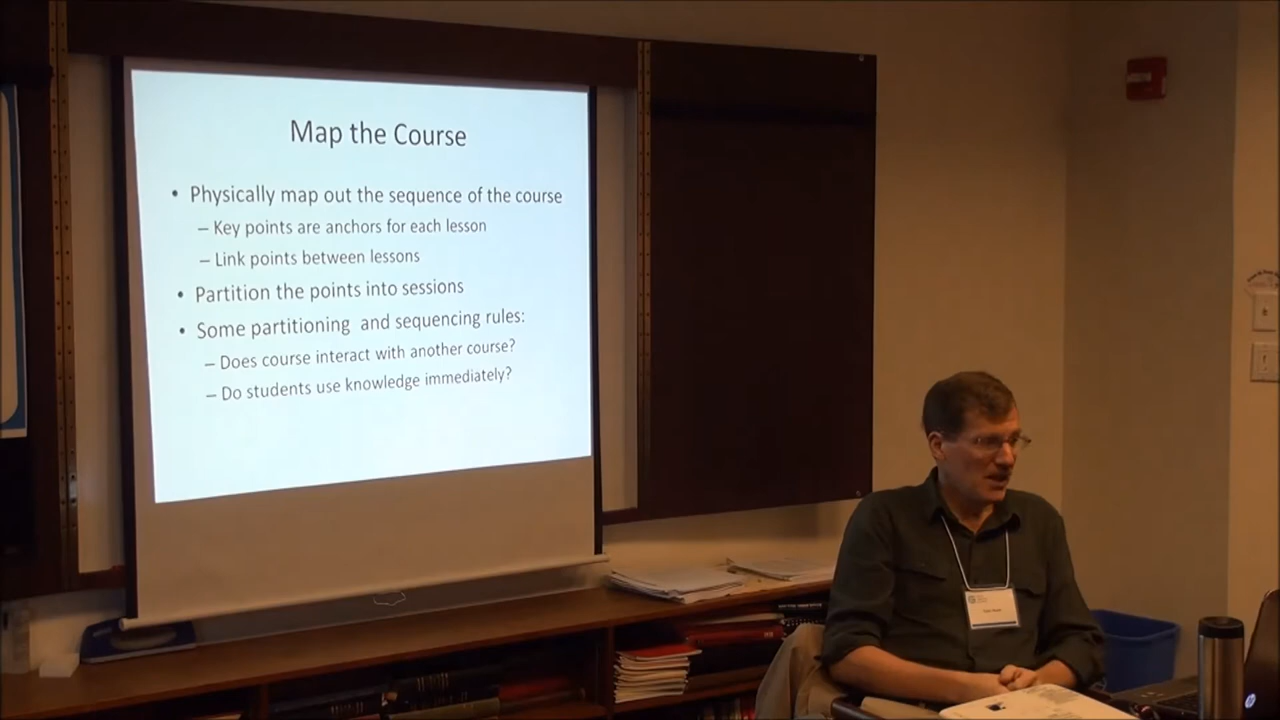 Map the Course
• Physically map out the sequence of the course
– Key points are anchors for each lesson
– Link points between lessons
• Partition the points into sessions
• Some partitioning and sequencing rules:
– Does course interact with another course?
– Do students use knowledge immediately?
hp